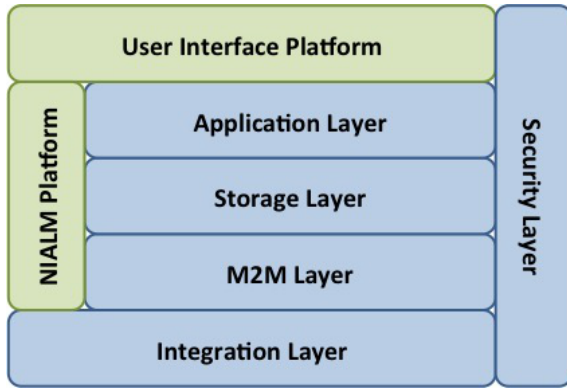 User Interface Platform
NIALM Platform
Application Layer
Storage Layer
M2M Layer
Integration Layer
Security Layer